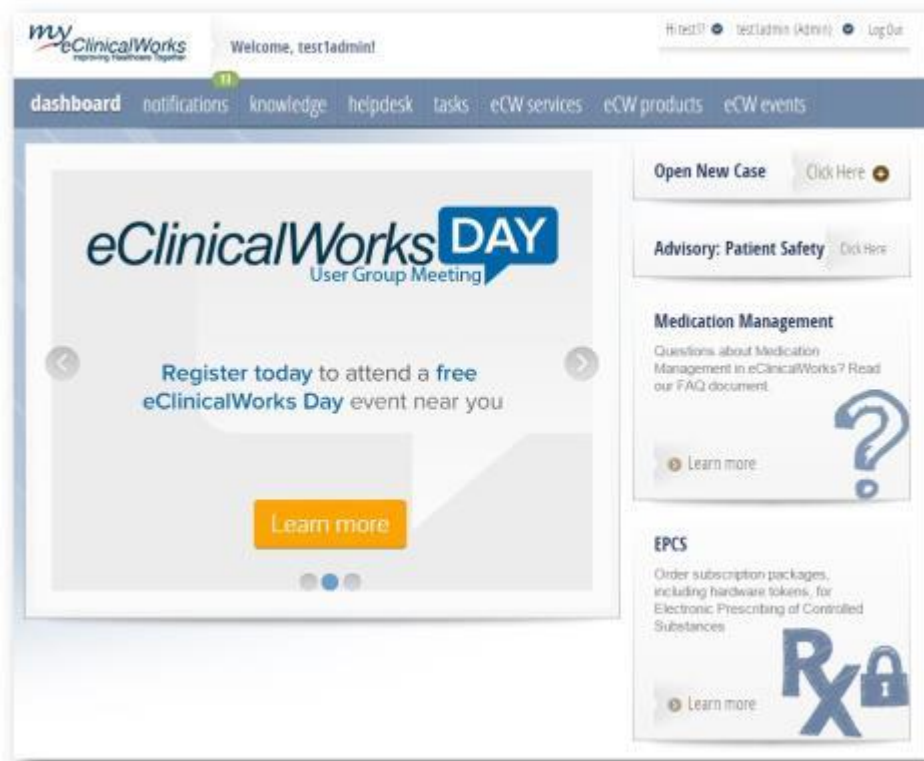 my
eClinicalWorks
Improving Healthcare Together
Welcome, test1admin!
test1admin (Admin) Log Out
11
dashboard notifications knowledge helpdesk tasks eCW services eCW products eCW events
eClinicalWorks DAY
User Group Meeting
Register today to attend a free
eClinicalWorks Day event near you
Learn more
Open New Case Click Here
Advisory: Patient Safety Click Here
Medication Management
Questions about Medication
Management in eClinicalWorks? Read
our FAQ document
?
Learn more
EPCS
Order subscription packages,
including hardware tokens, for
Electronic Prescribing of Controlled
Substances
Rx
1
Learn more